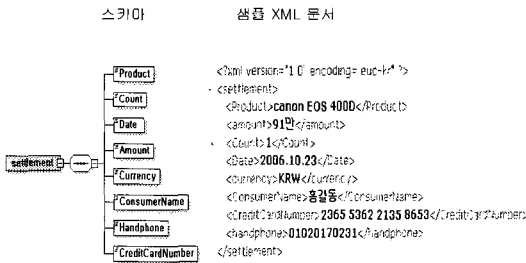 스키마
샘플 XML 문서
Product
Count
Date
Amount
Currency
ConsumerName
Handphone
CreditCardNumber
settlement
<?xml version="1.0" encoding="euc-kr" ?>
- <settlement>
<Product>canon EOS 400D</Product>
<amount>91만</amount>
<Count>1</Count>
<Date>2006.10.23</Date>
<currency>KRW</currency>
<ConsumerName>홍길동</ConsumerName>
<CreditCardNumber>2365 5362 2135 8653</CreditCardNumber>
<handphone>01020170231</handphone>
</settlement>